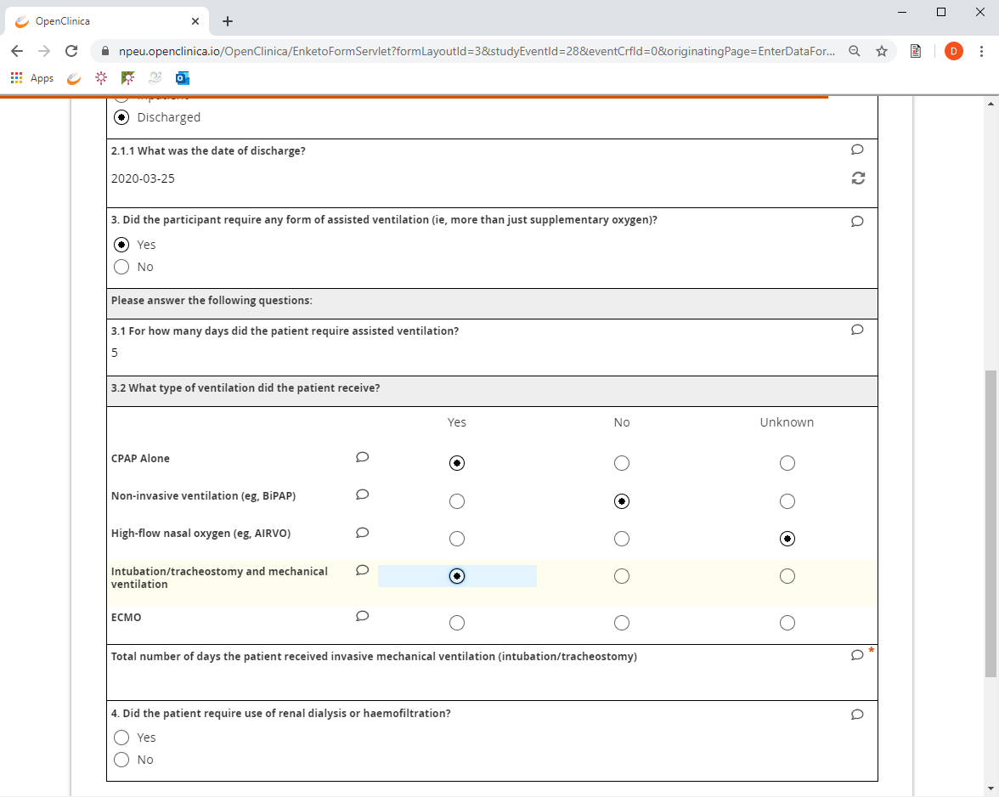 OpenClinica
npeu.openclinica.io/OpenClinica/EnketoFormServlet?formLayoutId=3&studyEventId=28&eventCrfId=0&originatingPage=EnterDataFor...
D
Apps
Inpatient
Discharged
2.1.1 What was the date of discharge?
2020-03-25
3. Did the participant require any form of assisted ventilation (ie, more than just supplementary oxygen)?
Yes
No
Please answer the following questions:
3.1 For how many days did the patient require assisted ventilation?
5
3.2 What type of ventilation did the patient receive?
Yes No Unknown
CPAP Alone
Non-invasive ventilation (eg, BiPAP)
High-flow nasal oxygen (eg, AIRVO)
Intubation/tracheostomy and mechanical
ventilation
ECMO
Total number of days the patient received invasive mechanical ventilation (intubation/tracheostomy)
*
4. Did the patient require use of renal dialysis or haemofiltration?
Yes
No